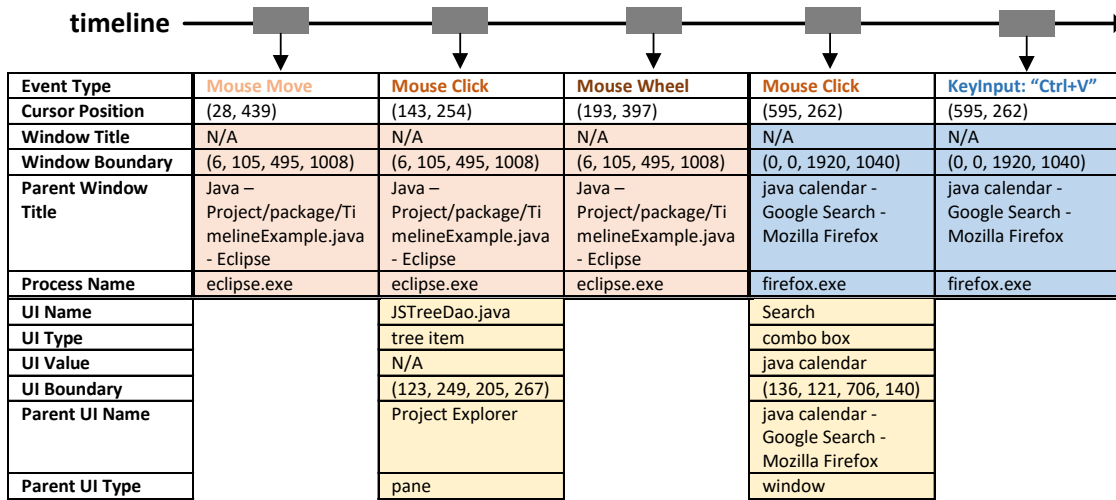 timeline
Event Type Mouse Move Mouse Click Mouse Wheel Mouse Click KeyInput: “Ctrl+V”
Cursor Position (28, 439) (143, 254) (193, 397) (595, 262) (595, 262)
Window Title N/A N/A N/A N/A N/A
Window Boundary (6, 105, 495, 1008) (6, 105, 495, 1008) (6, 105, 495, 1008) (0, 0, 1920, 1040) (0, 0, 1920, 1040)
Parent Window Java – Java – Java – java calendar - java calendar -
Title Project/package/Ti Project/package/Ti Project/package/Ti Google Search - Google Search -
melineExample.java melineExample.java melineExample.java Mozilla Firefox Mozilla Firefox
- Eclipse - Eclipse - Eclipse
Process Name eclipse.exe eclipse.exe eclipse.exe firefox.exe firefox.exe
UI Name JSTreeDao.java Search
UI Type tree item combo box
UI Value N/A java calendar
UI Boundary (123, 249, 205, 267) (136, 121, 706, 140)
Parent UI Name Project Explorer java calendar -
Google Search -
Mozilla Firefox
Parent UI Type pane window